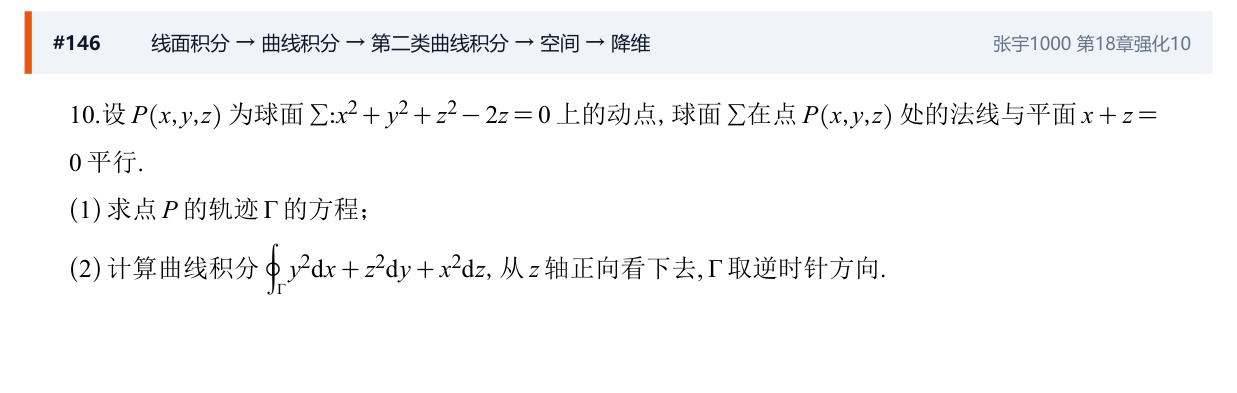 #146 线面积分 → 曲线积分 → 第二类曲线积分 → 空间 → 降维 张宇1000 第18章强化10
10.设 P(x,y,z) 为球面 Σ:x²+y²+z²−2z=0 上的动点, 球面 Σ在点 P(x,y,z) 处的法线与平面 x+z=
0 平行.
(1) 求点 P 的轨迹 Γ 的方程;
(2) 计算曲线积分 ∮_Γ y²dx+z²dy+x²dz, 从 z 轴正向看下去, Γ 取逆时针方向.